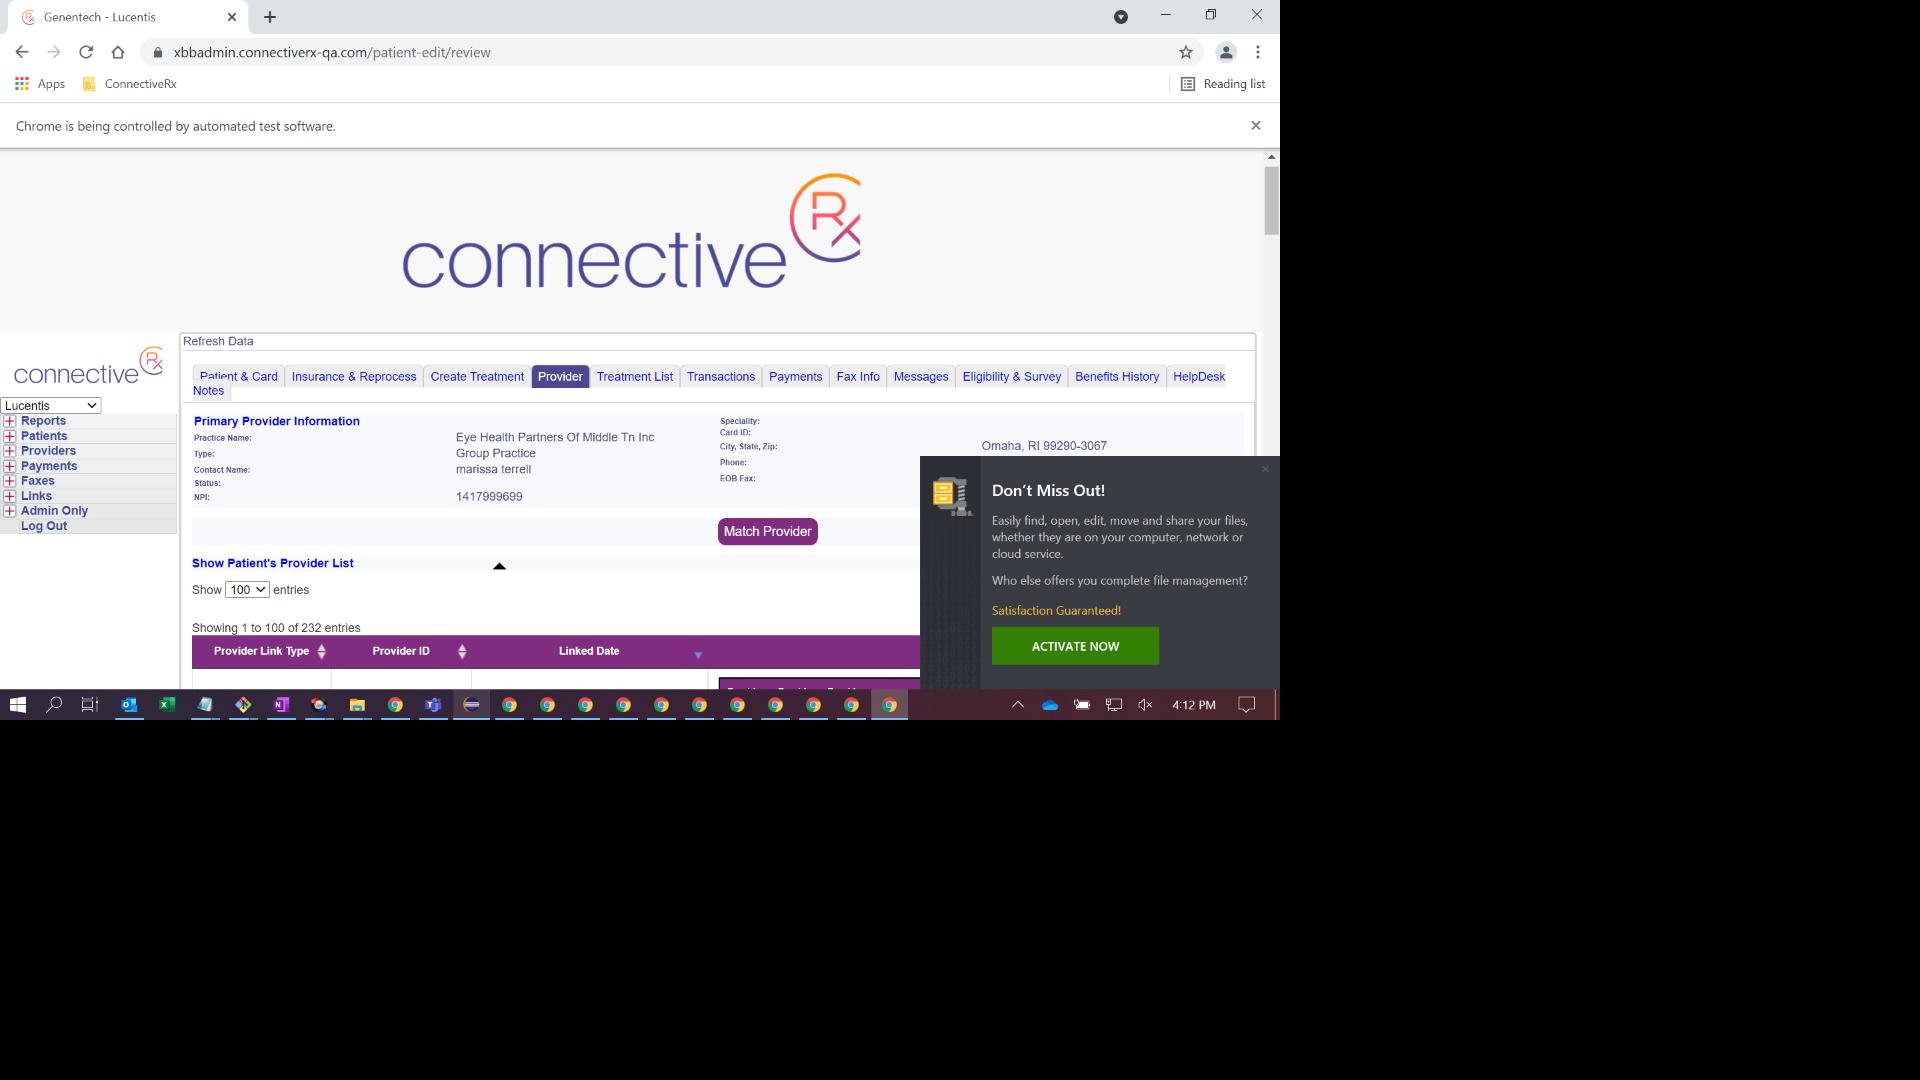 Genentech - Lucentis
xbbadmin.connectiverx-qa.com/patient-edit/review
Apps ConnectiveRx Reading list
Chrome is being controlled by automated test software.
connective Rx
connective Rx
Lucentis
Reports
Patients
Providers
Payments
Faxes
Links
Admin Only
Log Out
Refresh Data
Patient & Card Insurance & Reprocess Create Treatment Provider Treatment List Transactions Payments Fax Info Messages Eligibility & Survey Benefits History HelpDesk
Notes
Primary Provider Information
Practice Name: Eye Health Partners Of Middle Tn Inc
Type: Group Practice
Contact Name: marissa terrell
Status:
NPI: 1417999699
Speciality:
Card ID:
City, State, Zip: Omaha, RI 99290-3067
Phone:
EOB Fax:
Match Provider
Show Patient's Provider List
Show 100 entries
Showing 1 to 100 of 232 entries
Provider Link Type Provider ID Linked Date
Don't Miss Out!
Easily find, open, edit, move and share your files,
whether they are on your computer, network or
cloud service.
Who else offers you complete file management?
Satisfaction Guaranteed!
ACTIVATE NOW
4:12 PM